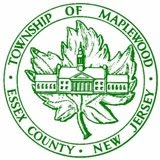 TOWNSHIP OF MAPLEWOOD
ESSEX COUNTY • NEW JERSEY